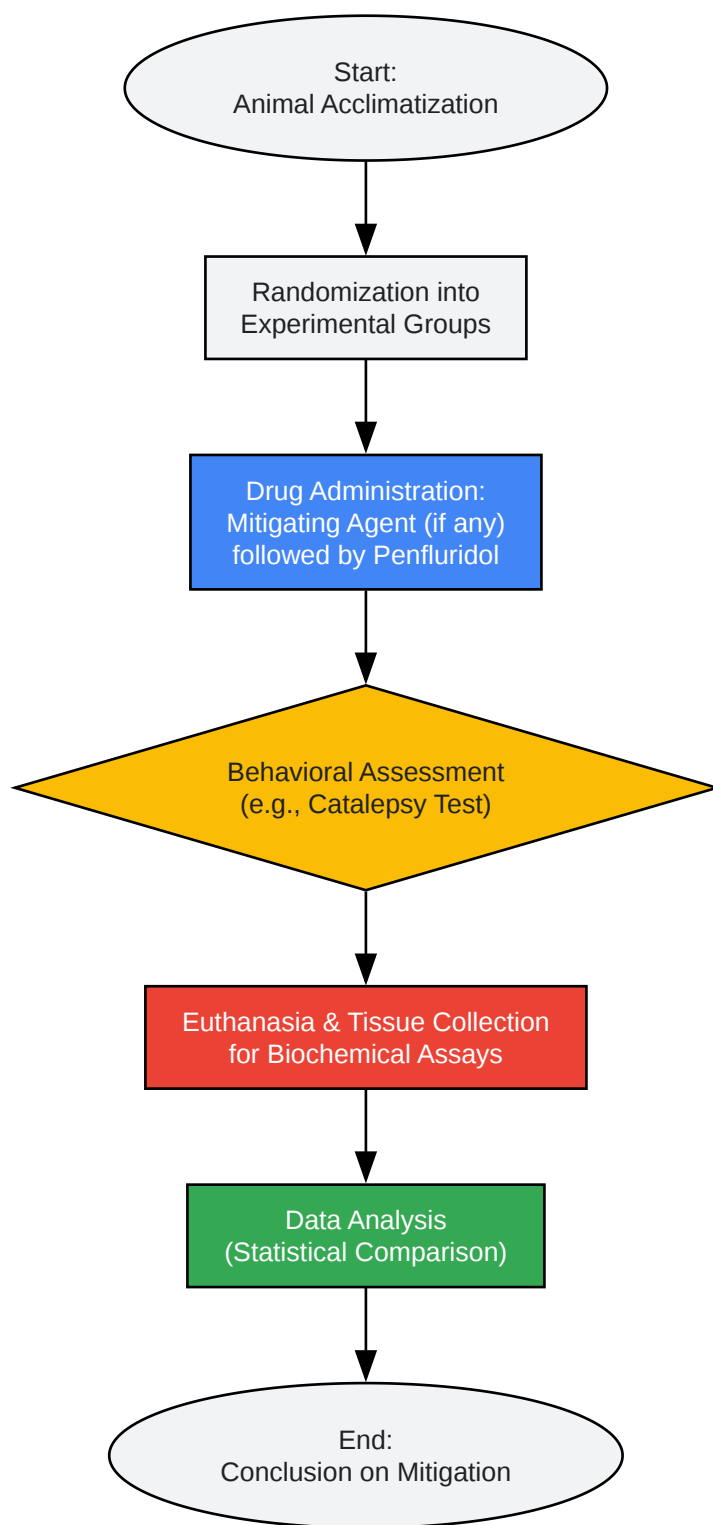 Start:
Animal Acclimatization
Randomization into
Experimental Groups
Drug Administration:
Mitigating Agent (if any)
followed by Penfluridol
Behavioral Assessment
(e.g., Catalepsy Test)
Euthanasia & Tissue Collection
for Biochemical Assays
Data Analysis
(Statistical Comparison)
End:
Conclusion on Mitigation